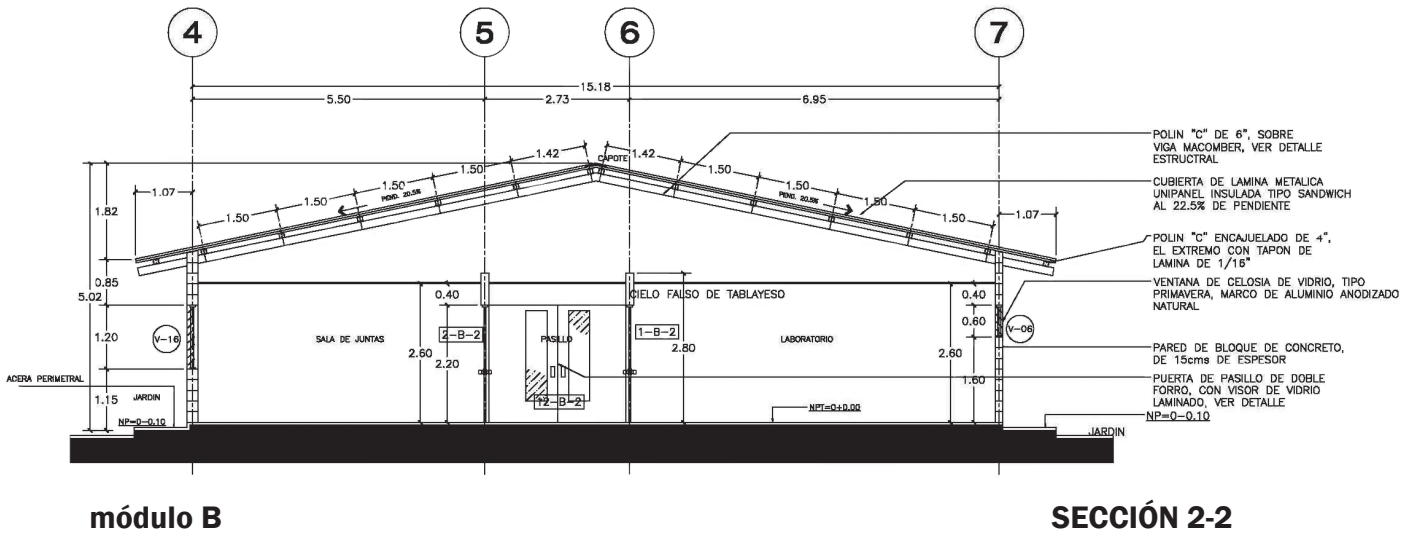 4
5
6
7
15.18
5.50
2.73
6.95
POLIN "C" DE 6", SOBRE
VIGA MACOMBER, VER DETALLE
ESTRUCTRAL
CUBIERTA DE LAMINA METALICA
UNIPANEL INSULADA TIPO SANDWICH
AL 22.5% DE PENDIENTE
POLIN "C" ENCAJUELADO DE 4",
EL EXTREMO CON TAPON DE
LAMINA DE 1/16"
VENTANA DE CELOSIA DE VIDRIO, TIPO
PRIMAVERA, MARCO DE ALUMINIO ANODIZADO
NATURAL
PARED DE BLOQUE DE CONCRETO,
DE 15cms DE ESPESOR
PUERTA DE PASILLO DE DOBLE
FORRO, CON VISOR DE VIDRIO
LAMINADO, VER DETALLE
NP=0-0.10
JARDIN
1.42
CAPOTE
1.42
1.50
1.50
1.50
1.50
PEND. 20.5%
PEND. 20.5%
1.50
1.50
1.50
1.50
1.07
1.07
1.82
0.85
5.02
1.20
1.15
0.40
CIELO FALSO DE TABLAYESO
0.40
0.60
V-16
V-06
SALA DE JUNTAS
2-B-2
PASILLO
1-B-2
LABORATORIO
2.60
2.20
2.80
2.60
1.60
12-B-2
NPT=0+0.00
ACERA PERIMETRAL
JARDIN
NP=0-0.10
módulo B
SECCIÓN 2-2